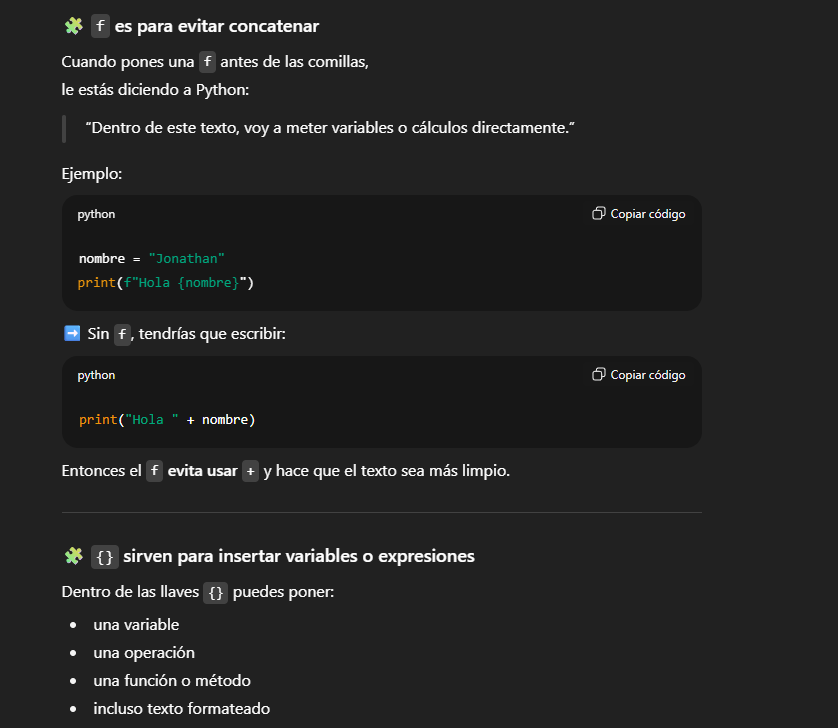 🧩 f es para evitar concatenar
Cuando pones una f antes de las comillas,
le estás diciendo a Python:
“Dentro de este texto, voy a meter variables o cálculos directamente.”
Ejemplo:
python Copiar código
nombre = "Jonathan"
print(f"Hola {nombre}")
➡️ Sin f, tendrías que escribir:
python Copiar código
print("Hola " + nombre)
Entonces el f evita usar + y hace que el texto sea más limpio.
🧩 {} sirven para insertar variables o expresiones
Dentro de las llaves {} puedes poner:
• una variable
• una operación
• una función o método
• incluso texto formateado